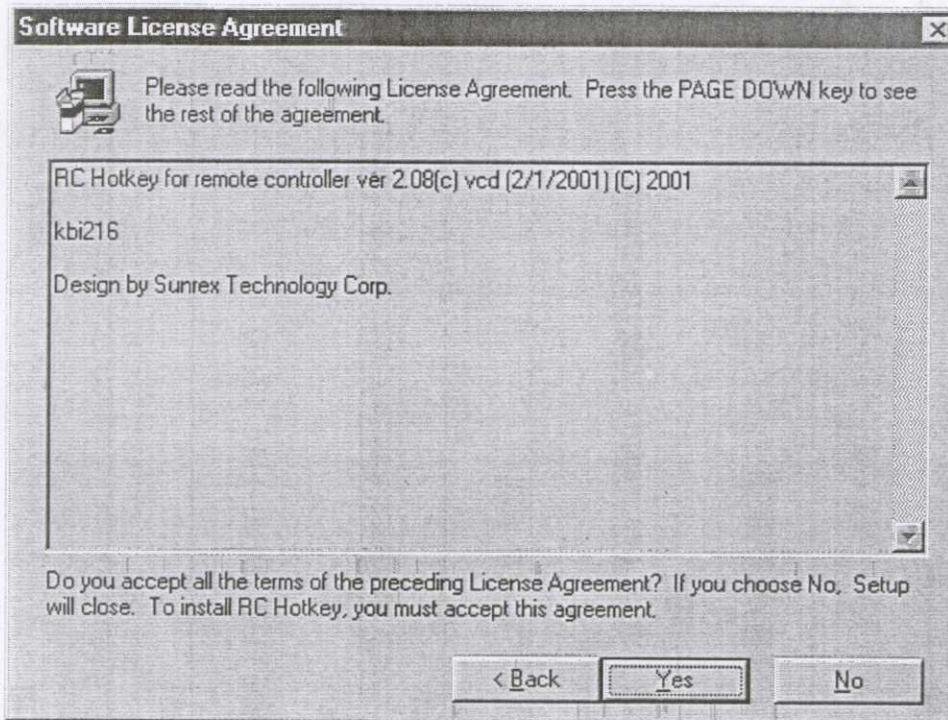 Software License Agreement
Please read the following License Agreement. Press the PAGE DOWN key to see
the rest of the agreement.
RC Hotkey for remote controller ver 2.08(c) vcd (2/1/2001) (C) 2001
kbi216
Design by Sunrex Technology Corp.
Do you accept all the terms of the preceding License Agreement? If you choose No, Setup
will close. To install RC Hotkey, you must accept this agreement.
< Back
Yes
No